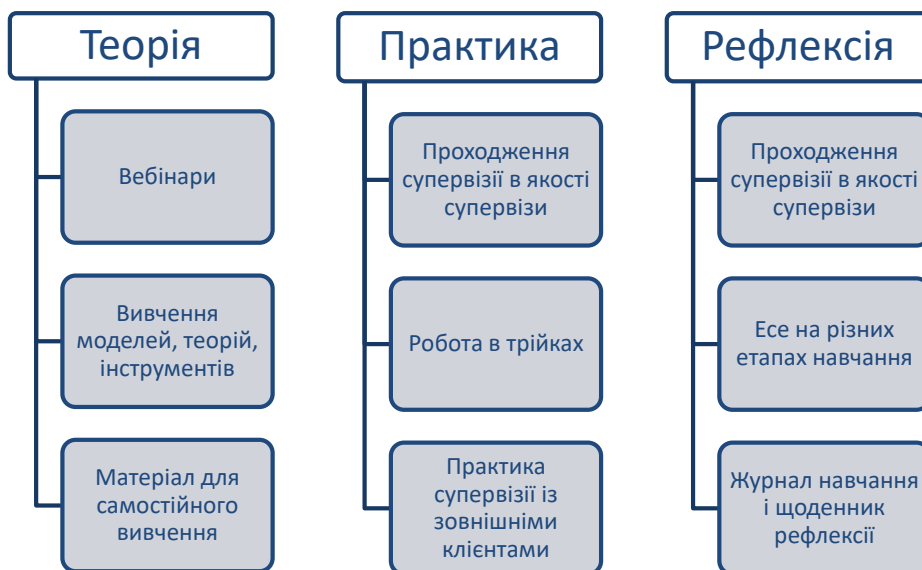 Теорія
Вебінари
Вивчення
моделей, теорій,
інструментів
Матеріал для
самостійного
вивчення
Практика
Проходження
супервізії в якості
супервізи
Робота в трійках
Практика
супервізії із
зовнішніми
клієнтами
Рефлексія
Проходження
супервізії в якості
супервізи
Есе на різних
етапах навчання
Журнал навчання
і щоденник
рефлексії